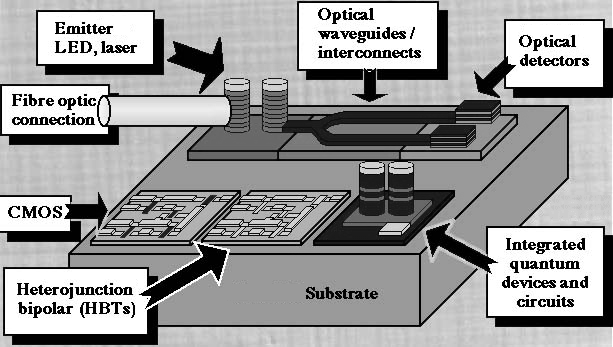 Emitter
LED, laser
Optical
waveguides /
interconnects
Optical
detectors
Fibre optic
connection
CMOS
Heterojunction
bipolar (HBTs)
Substrate
Integrated
quantum
devices and
circuits